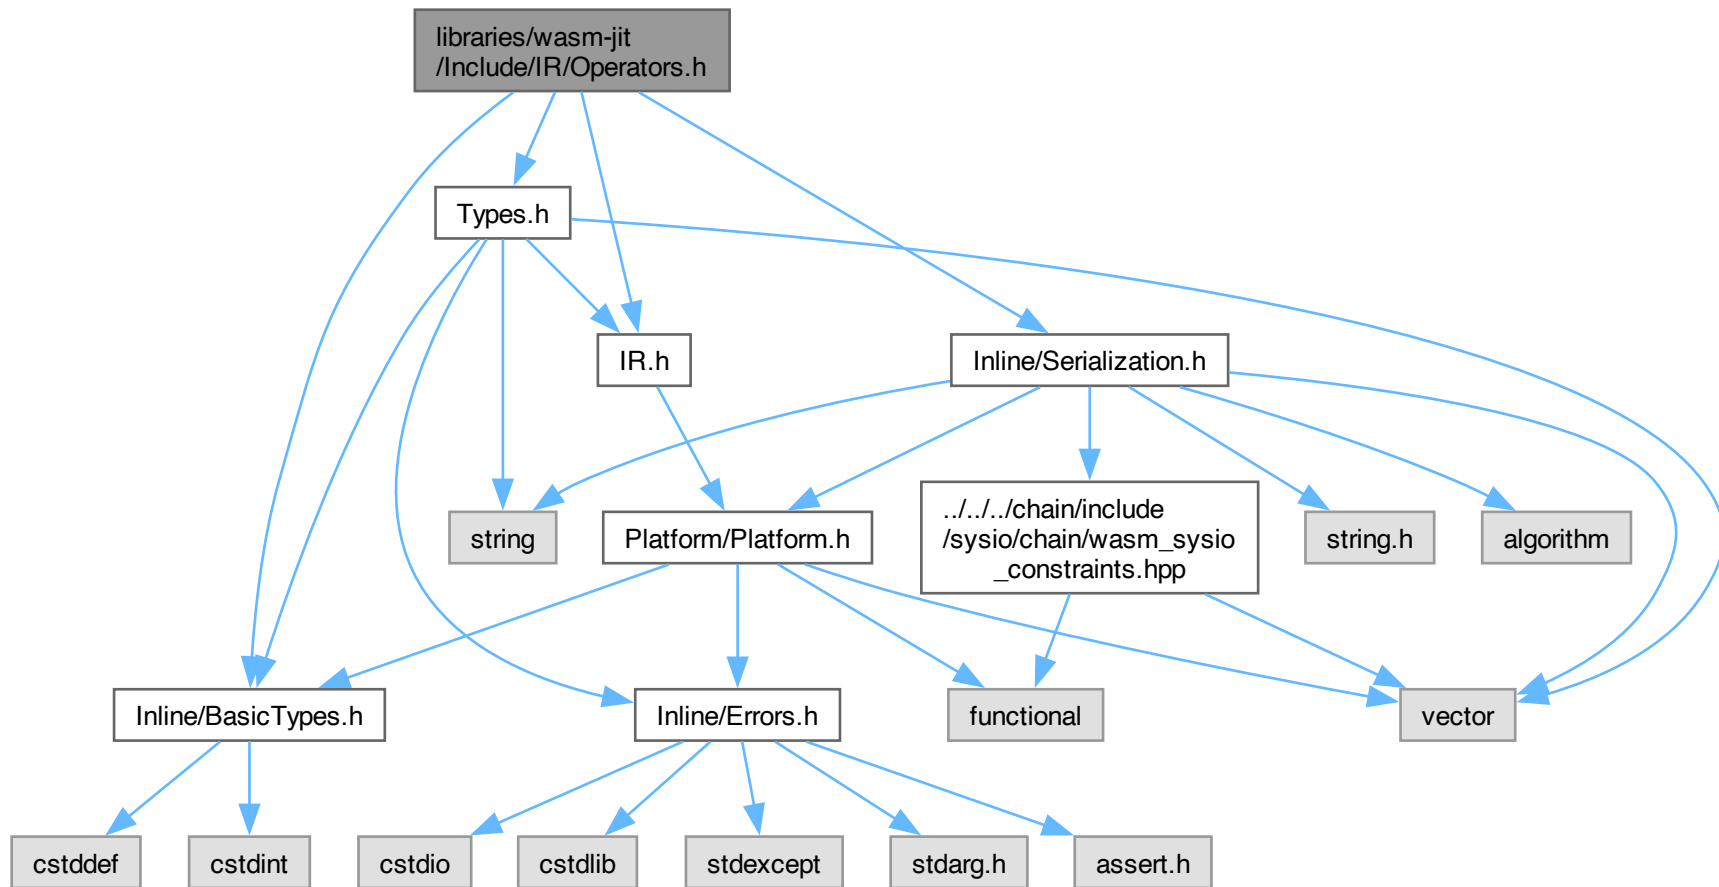 libraries/wasm-jit
/Include/IR/Operators.h
Types.h
IR.h
Inline/Serialization.h
string
Platform/Platform.h
../../../chain/include
/sysio/chain/wasm_sysio
_constraints.hpp
string.h
algorithm
Inline/BasicTypes.h
Inline/Errors.h
functional
vector
cstddef
cstdint
cstdio
cstdlib
stdexcept
stdarg.h
assert.h